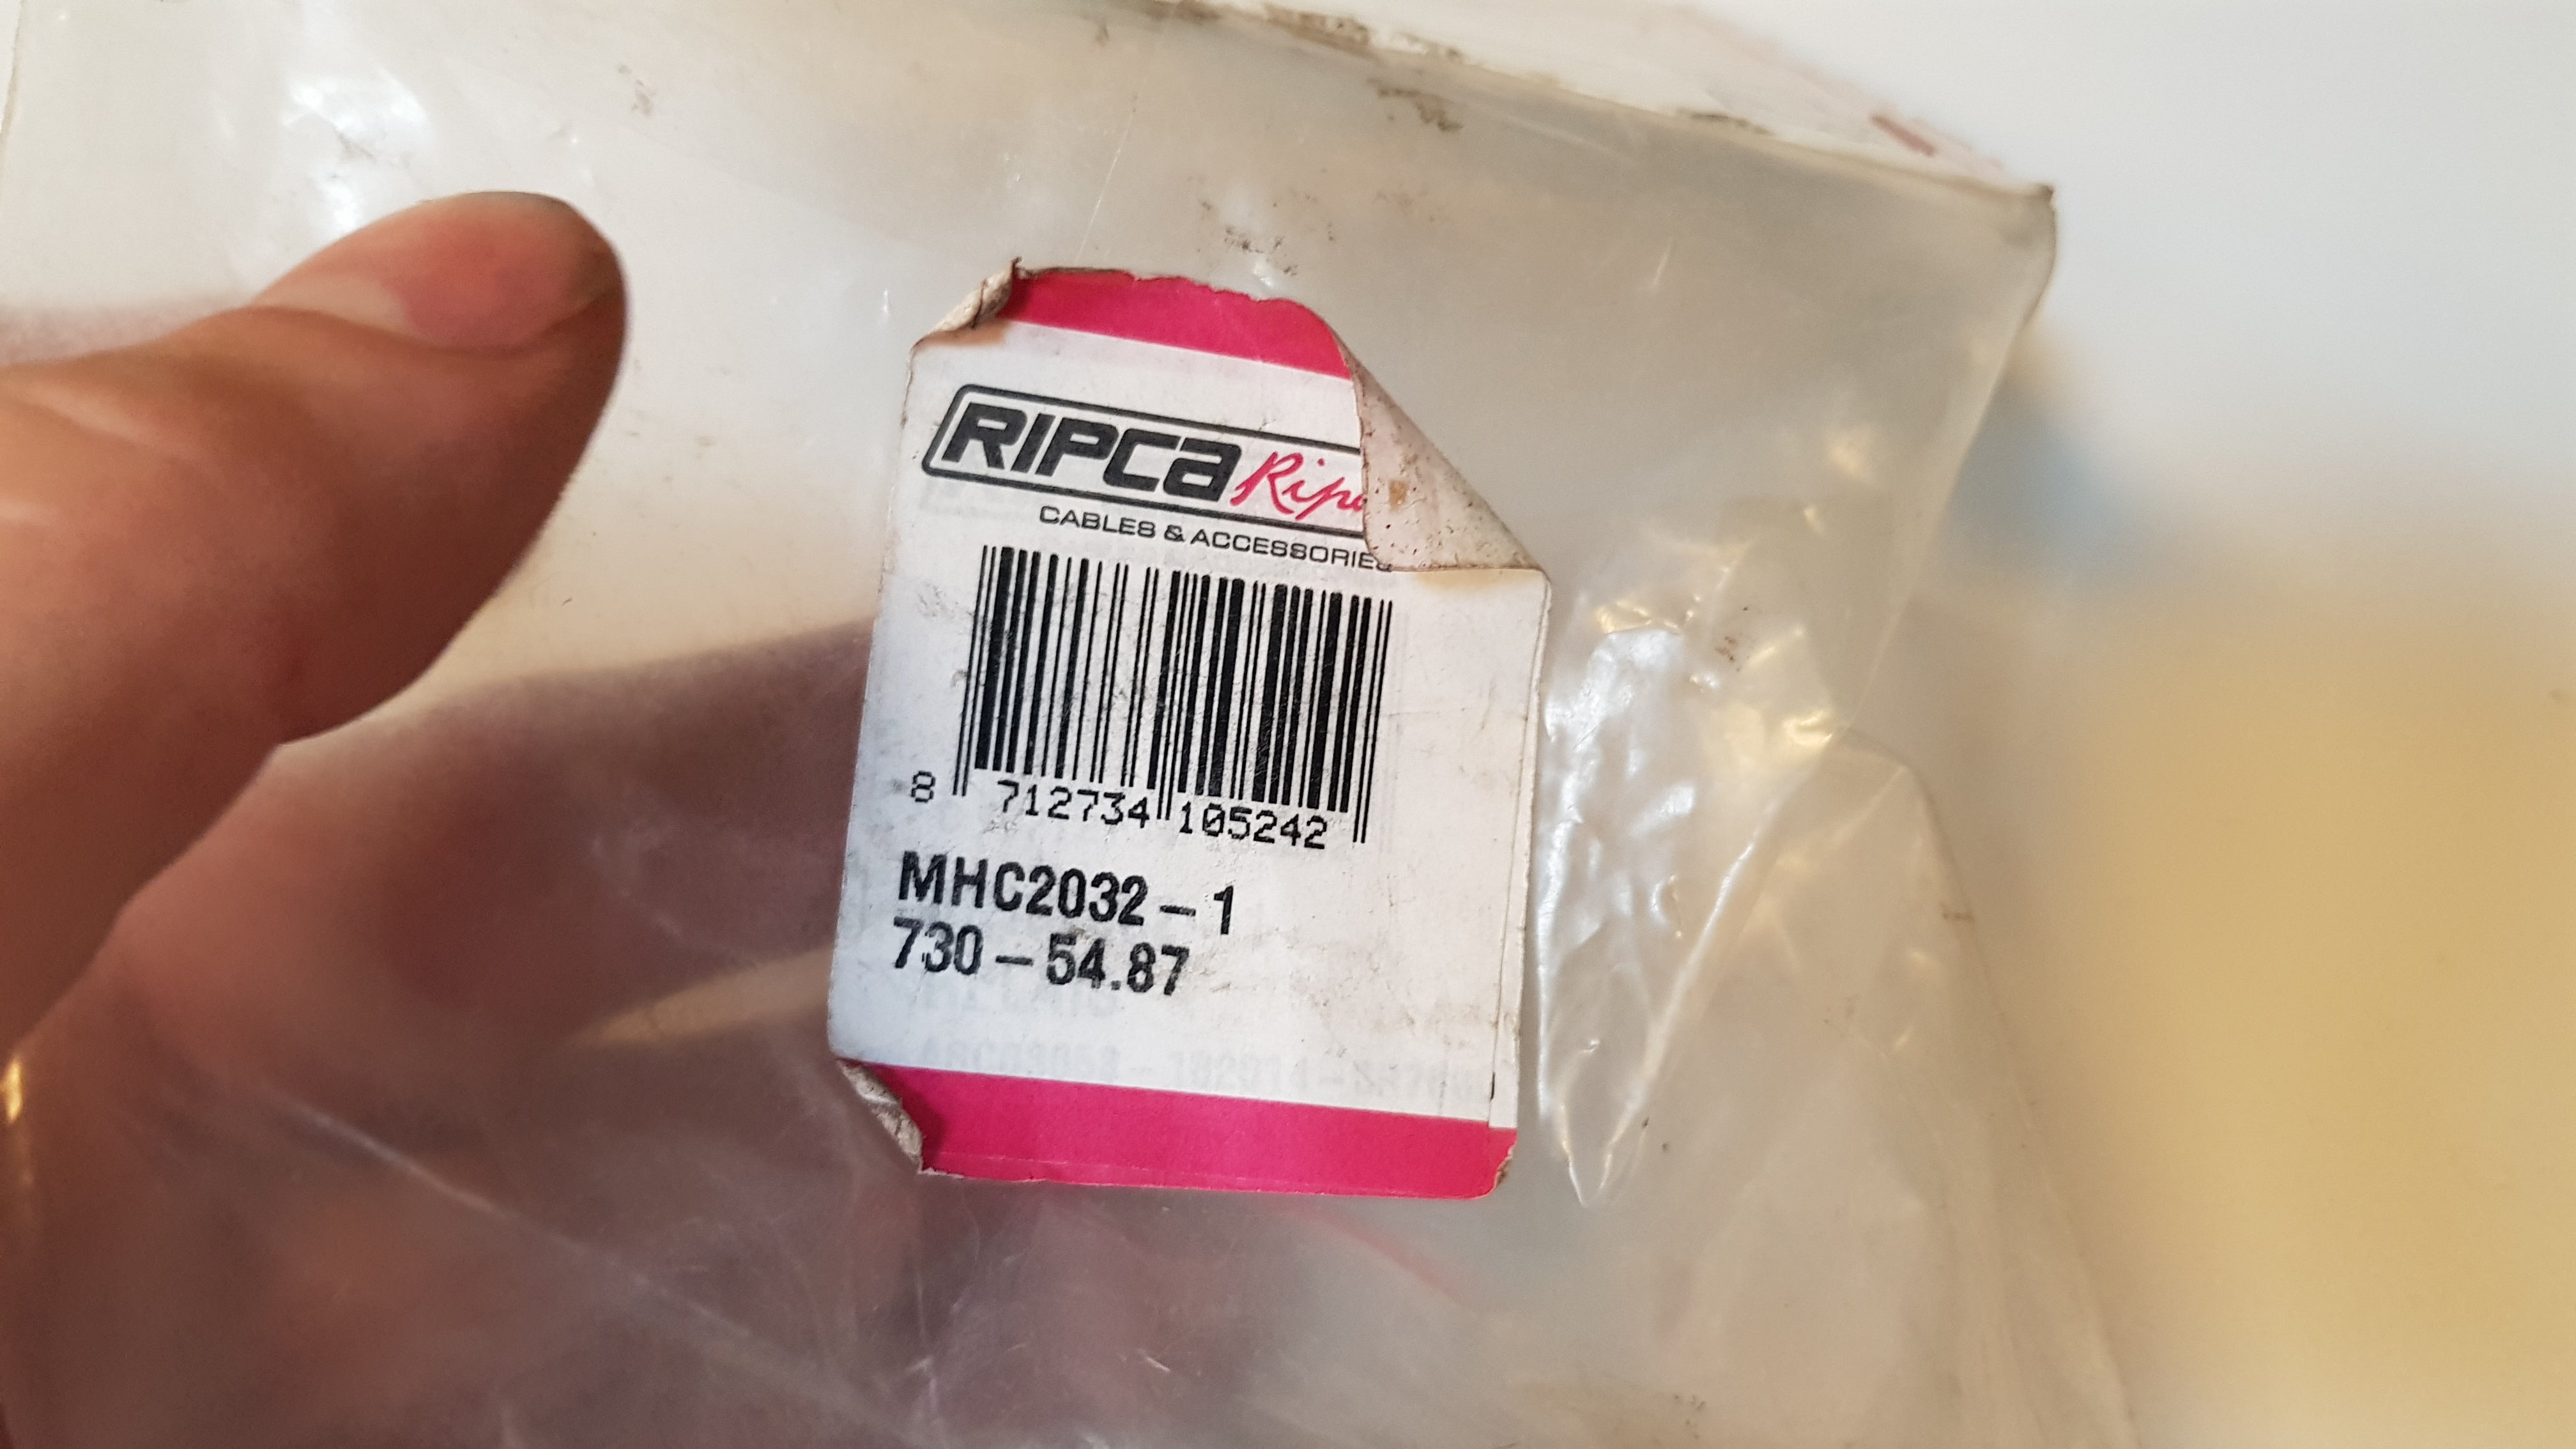 RIPCA
CABLES & ACCESSORIES
8 712734 105242
MHC2032-1
730-54.87